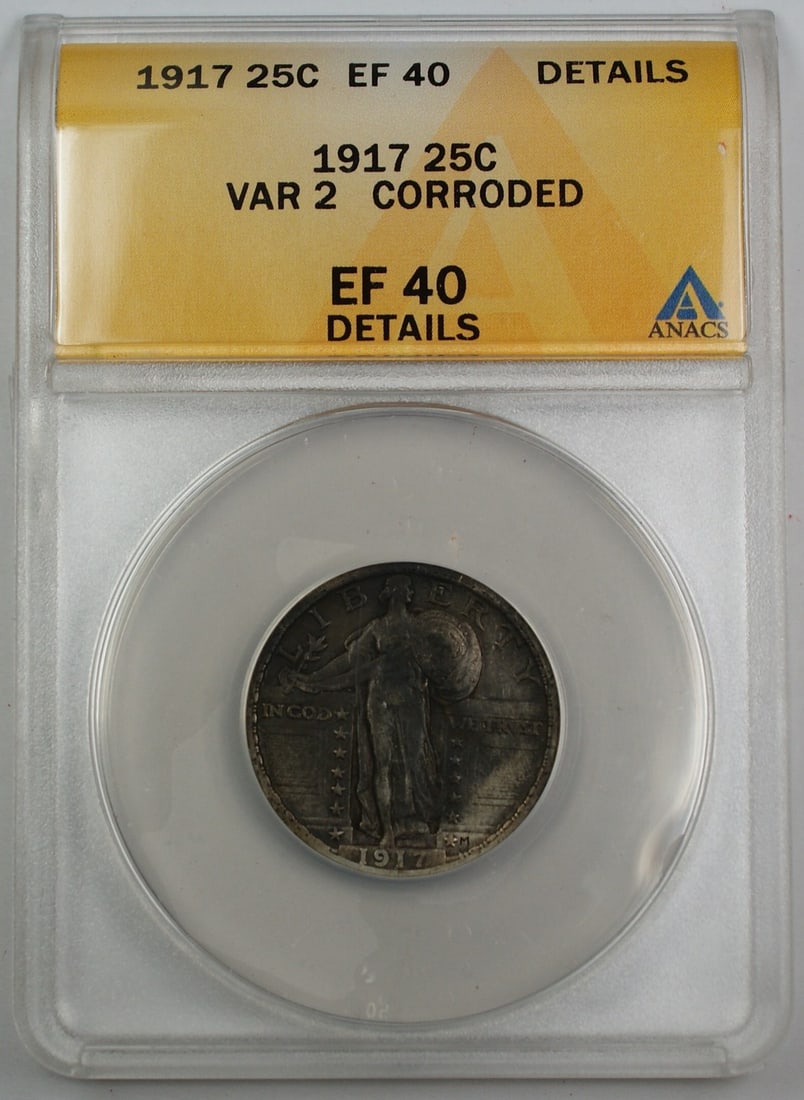 1917 25C EF 40 DETAILS
1917 25C
VAR 2 CORRODED
EF 40
DETAILS
ANACS
LIBERTY
IN GOD WE TRVST
M
1917